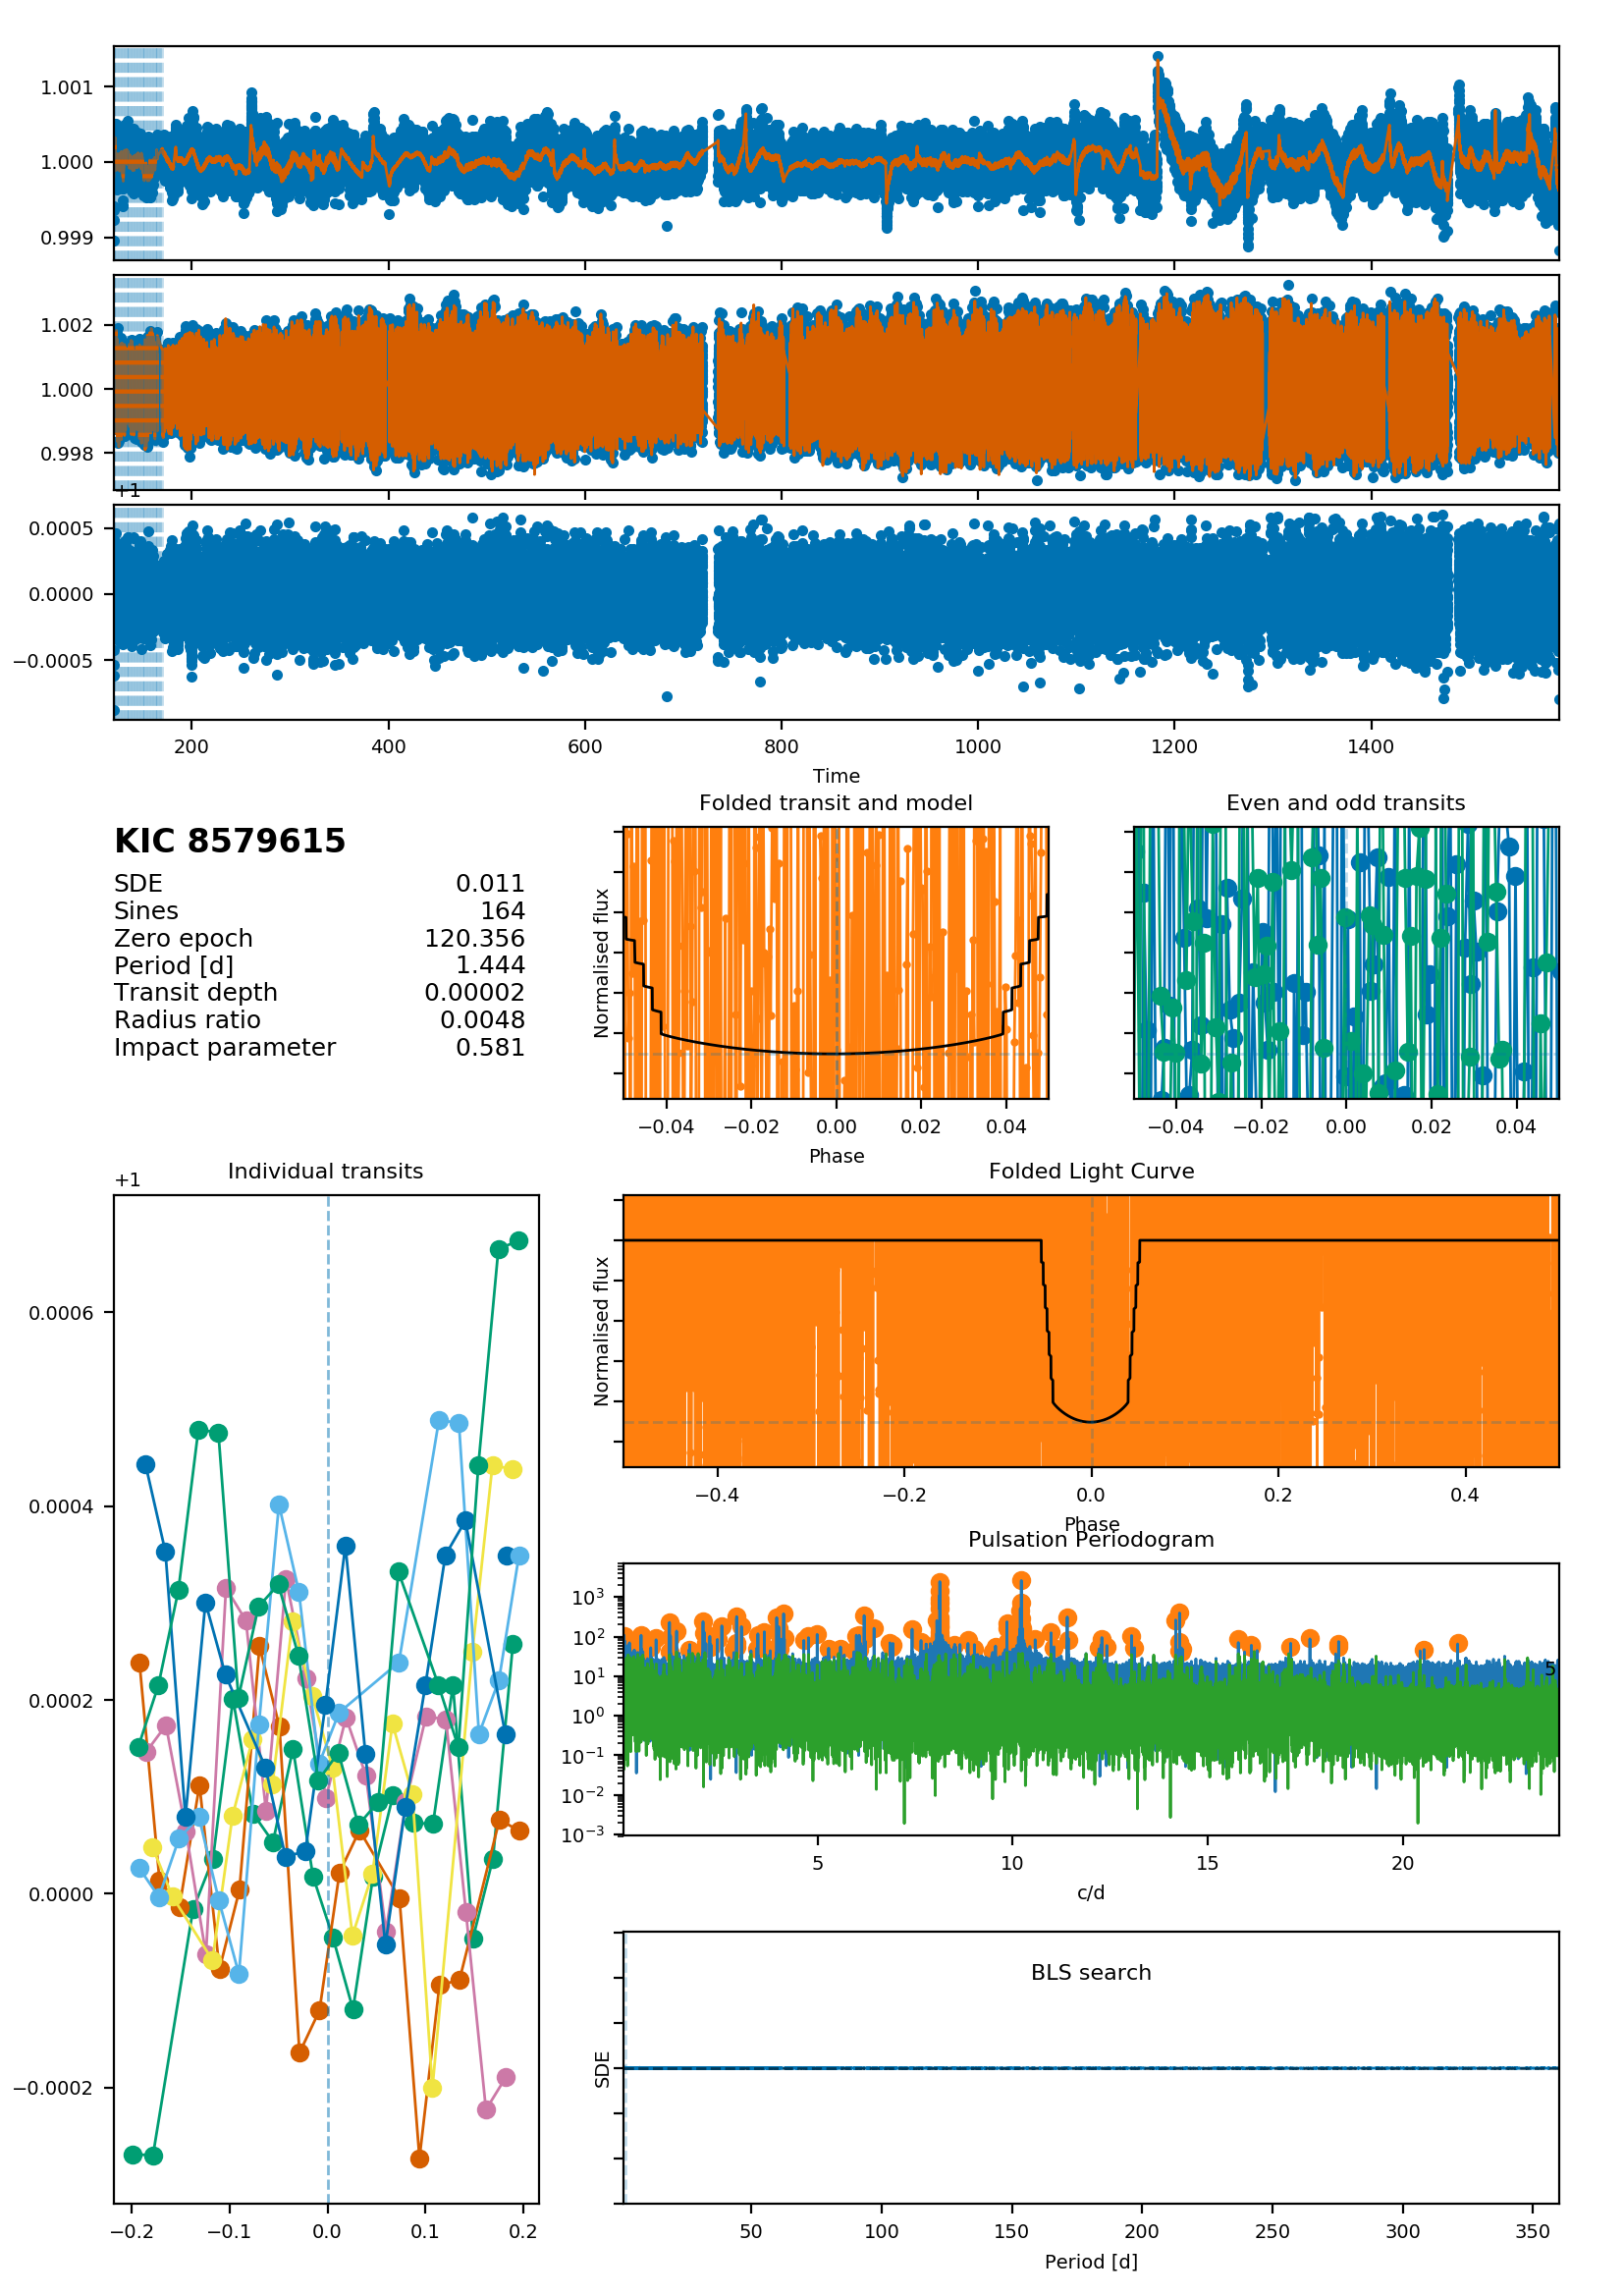 1.001
1.000
0.999
1.002
1.000
0.998
+1
0.0005
0.0000
−0.0005
200 400 600 800 1000 1200 1400
Time
KIC 8579615
SDE 0.011
Sines 164
Zero epoch 120.356
Period [d] 1.444
Transit depth 0.00002
Radius ratio 0.0048
Impact parameter 0.581
Folded transit and model
Normalised flux
−0.04 −0.02 0.00 0.02 0.04
Phase
Even and odd transits
−0.04 −0.02 0.00 0.02 0.04
Individual transits
+1
0.0006
0.0004
0.0002
0.0000
−0.0002
−0.2 −0.1 0.0 0.1 0.2
Folded Light Curve
Normalised flux
−0.4 −0.2 0.0 0.2 0.4
Phase
Pulsation Periodogram
10³
10²
10¹
10⁰
10⁻¹
10⁻²
10⁻³
5
5 10 15 20
c/d
BLS search
SDE
50 100 150 200 250 300 350
Period [d]